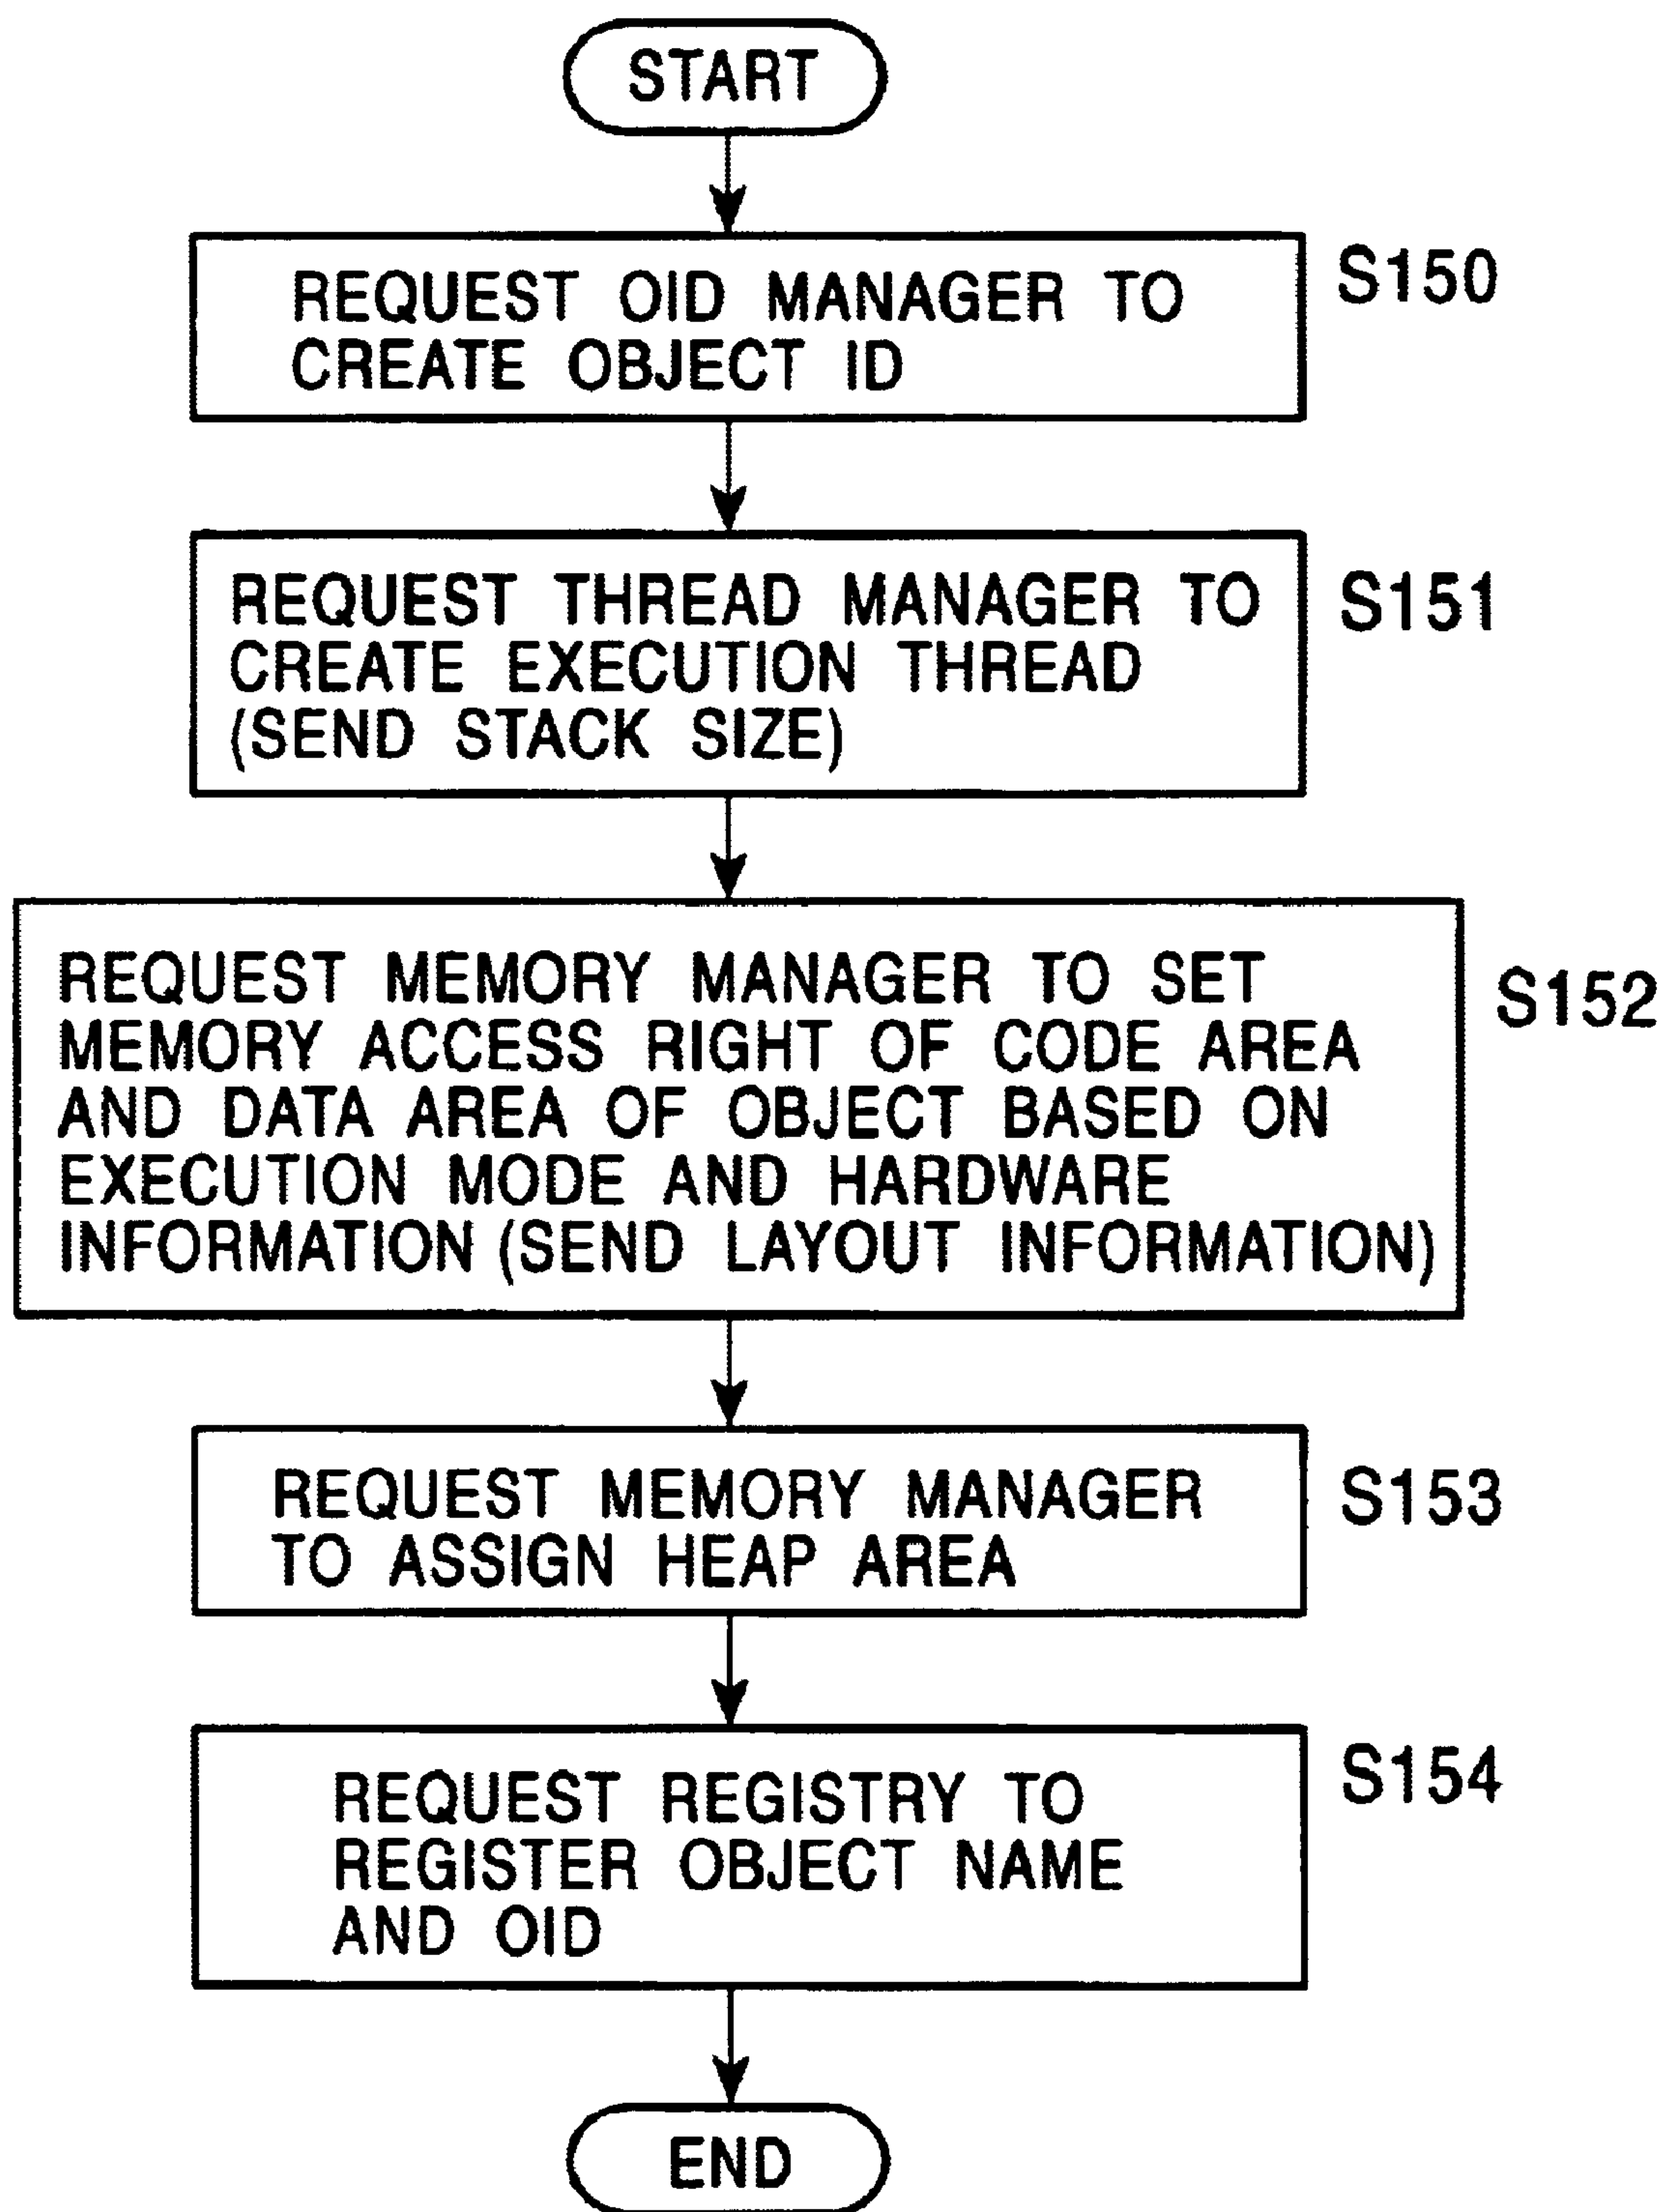 START
REQUEST OID MANAGER TO
CREATE OBJECT ID
S150
REQUEST THREAD MANAGER TO
CREATE EXECUTION THREAD
(SEND STACK SIZE)
S151
REQUEST MEMORY MANAGER TO SET
MEMORY ACCESS RIGHT OF CODE AREA
AND DATA AREA OF OBJECT BASED ON
EXECUTION MODE AND HARDWARE
INFORMATION (SEND LAYOUT INFORMATION)
S152
REQUEST MEMORY MANAGER
TO ASSIGN HEAP AREA
S153
REQUEST REGISTRY TO
REGISTER OBJECT NAME
AND OID
S154
END